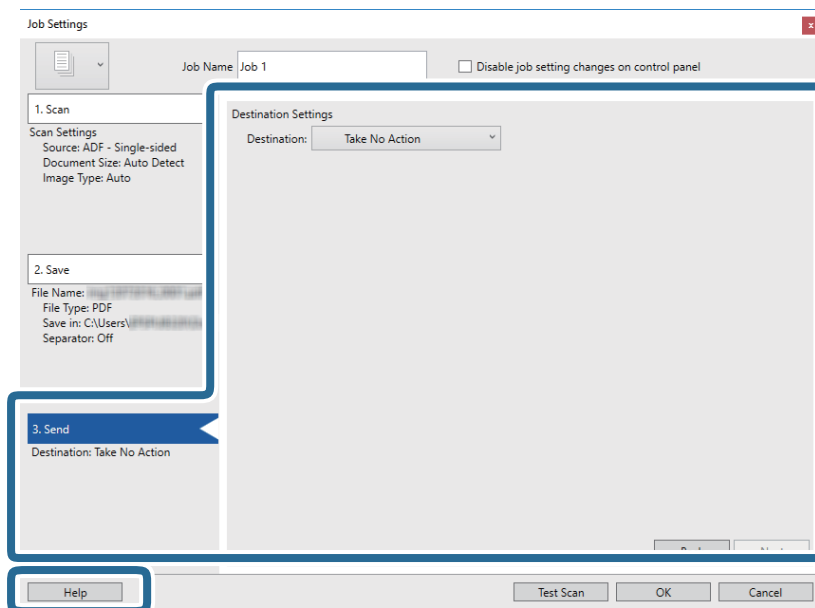 Job Settings
x
Job Name Job 1
Disable job setting changes on control panel
1. Scan
Scan Settings
Source: ADF - Single-sided
Document Size: Auto Detect
Image Type: Auto
2. Save
File Name:
File Type: PDF
Save in: C:\Users\
Separator: Off
3. Send
Destination: Take No Action
Destination Settings
Destination: Take No Action
Help
Test Scan
OK
Cancel